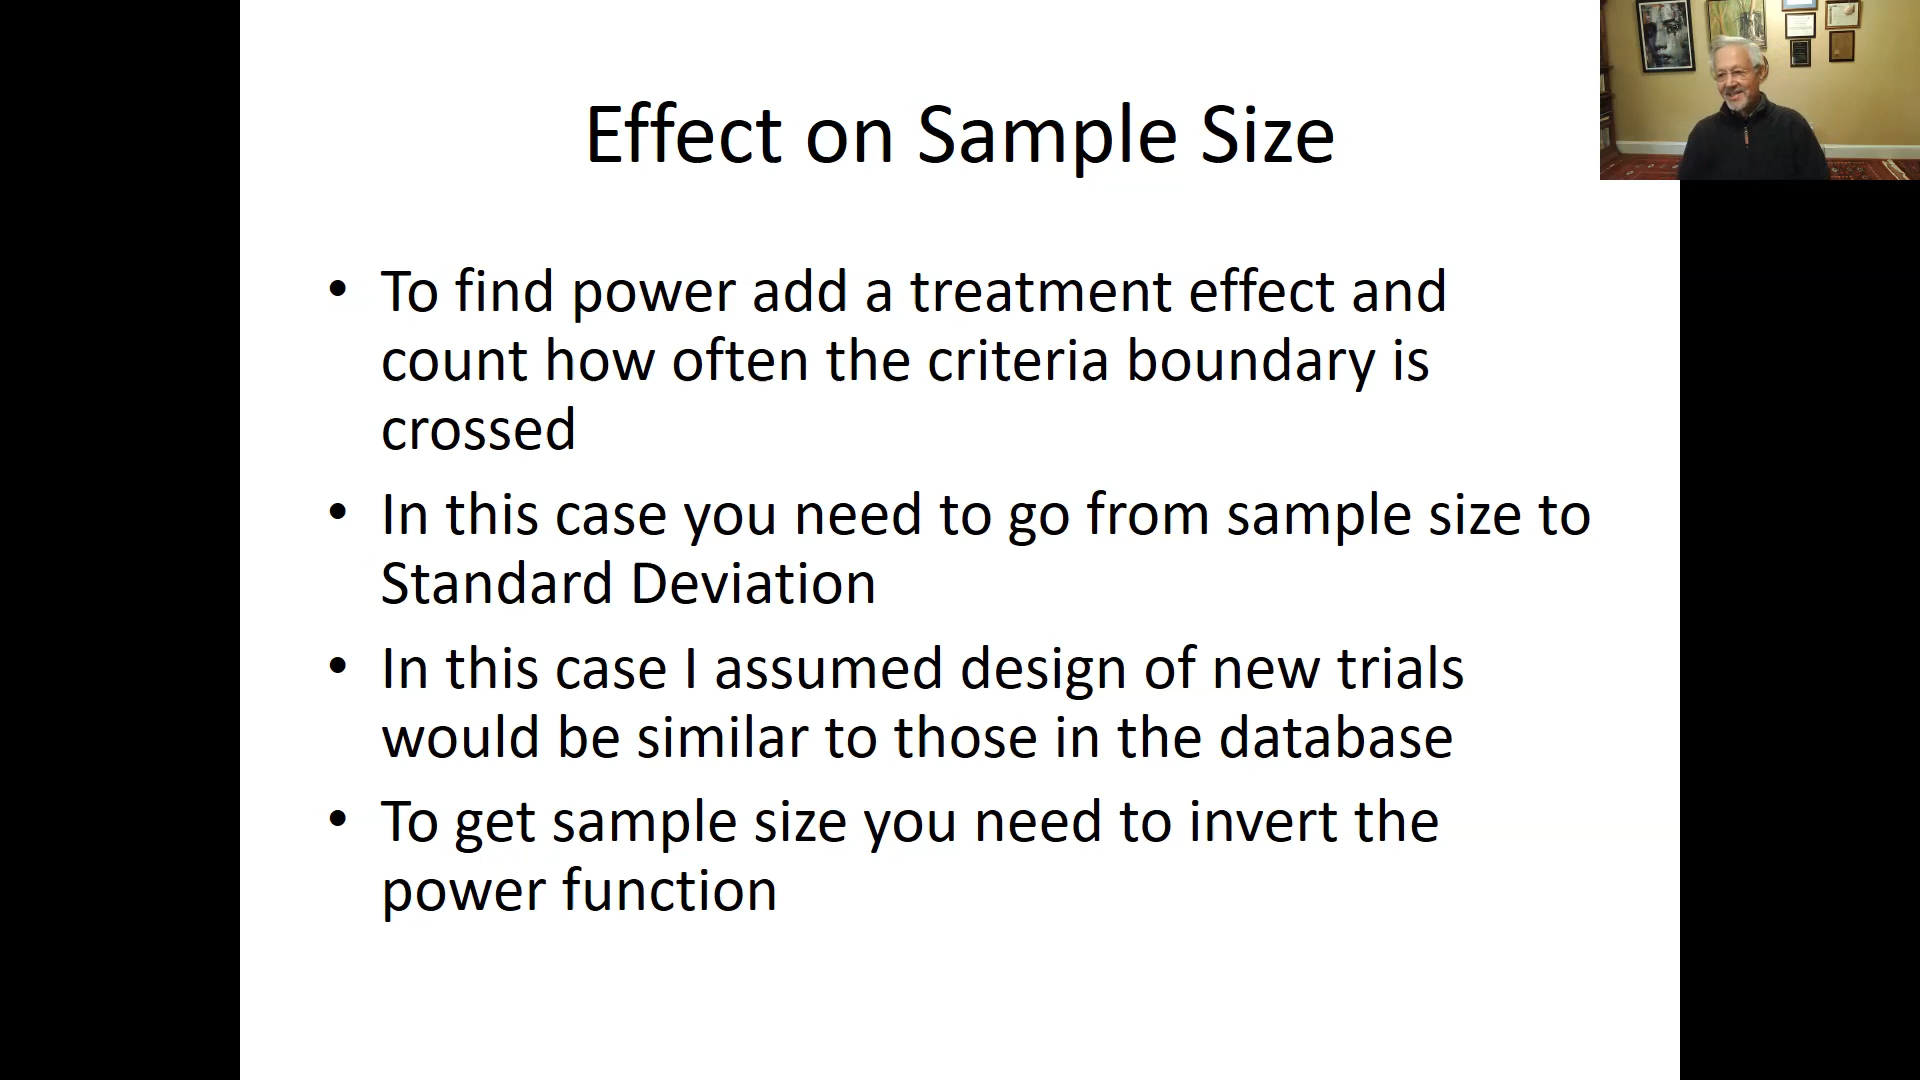 Effect on Sample Size
• To find power add a treatment effect and
count how often the criteria boundary is
crossed
• In this case you need to go from sample size to
Standard Deviation
• In this case I assumed design of new trials
would be similar to those in the database
• To get sample size you need to invert the
power function